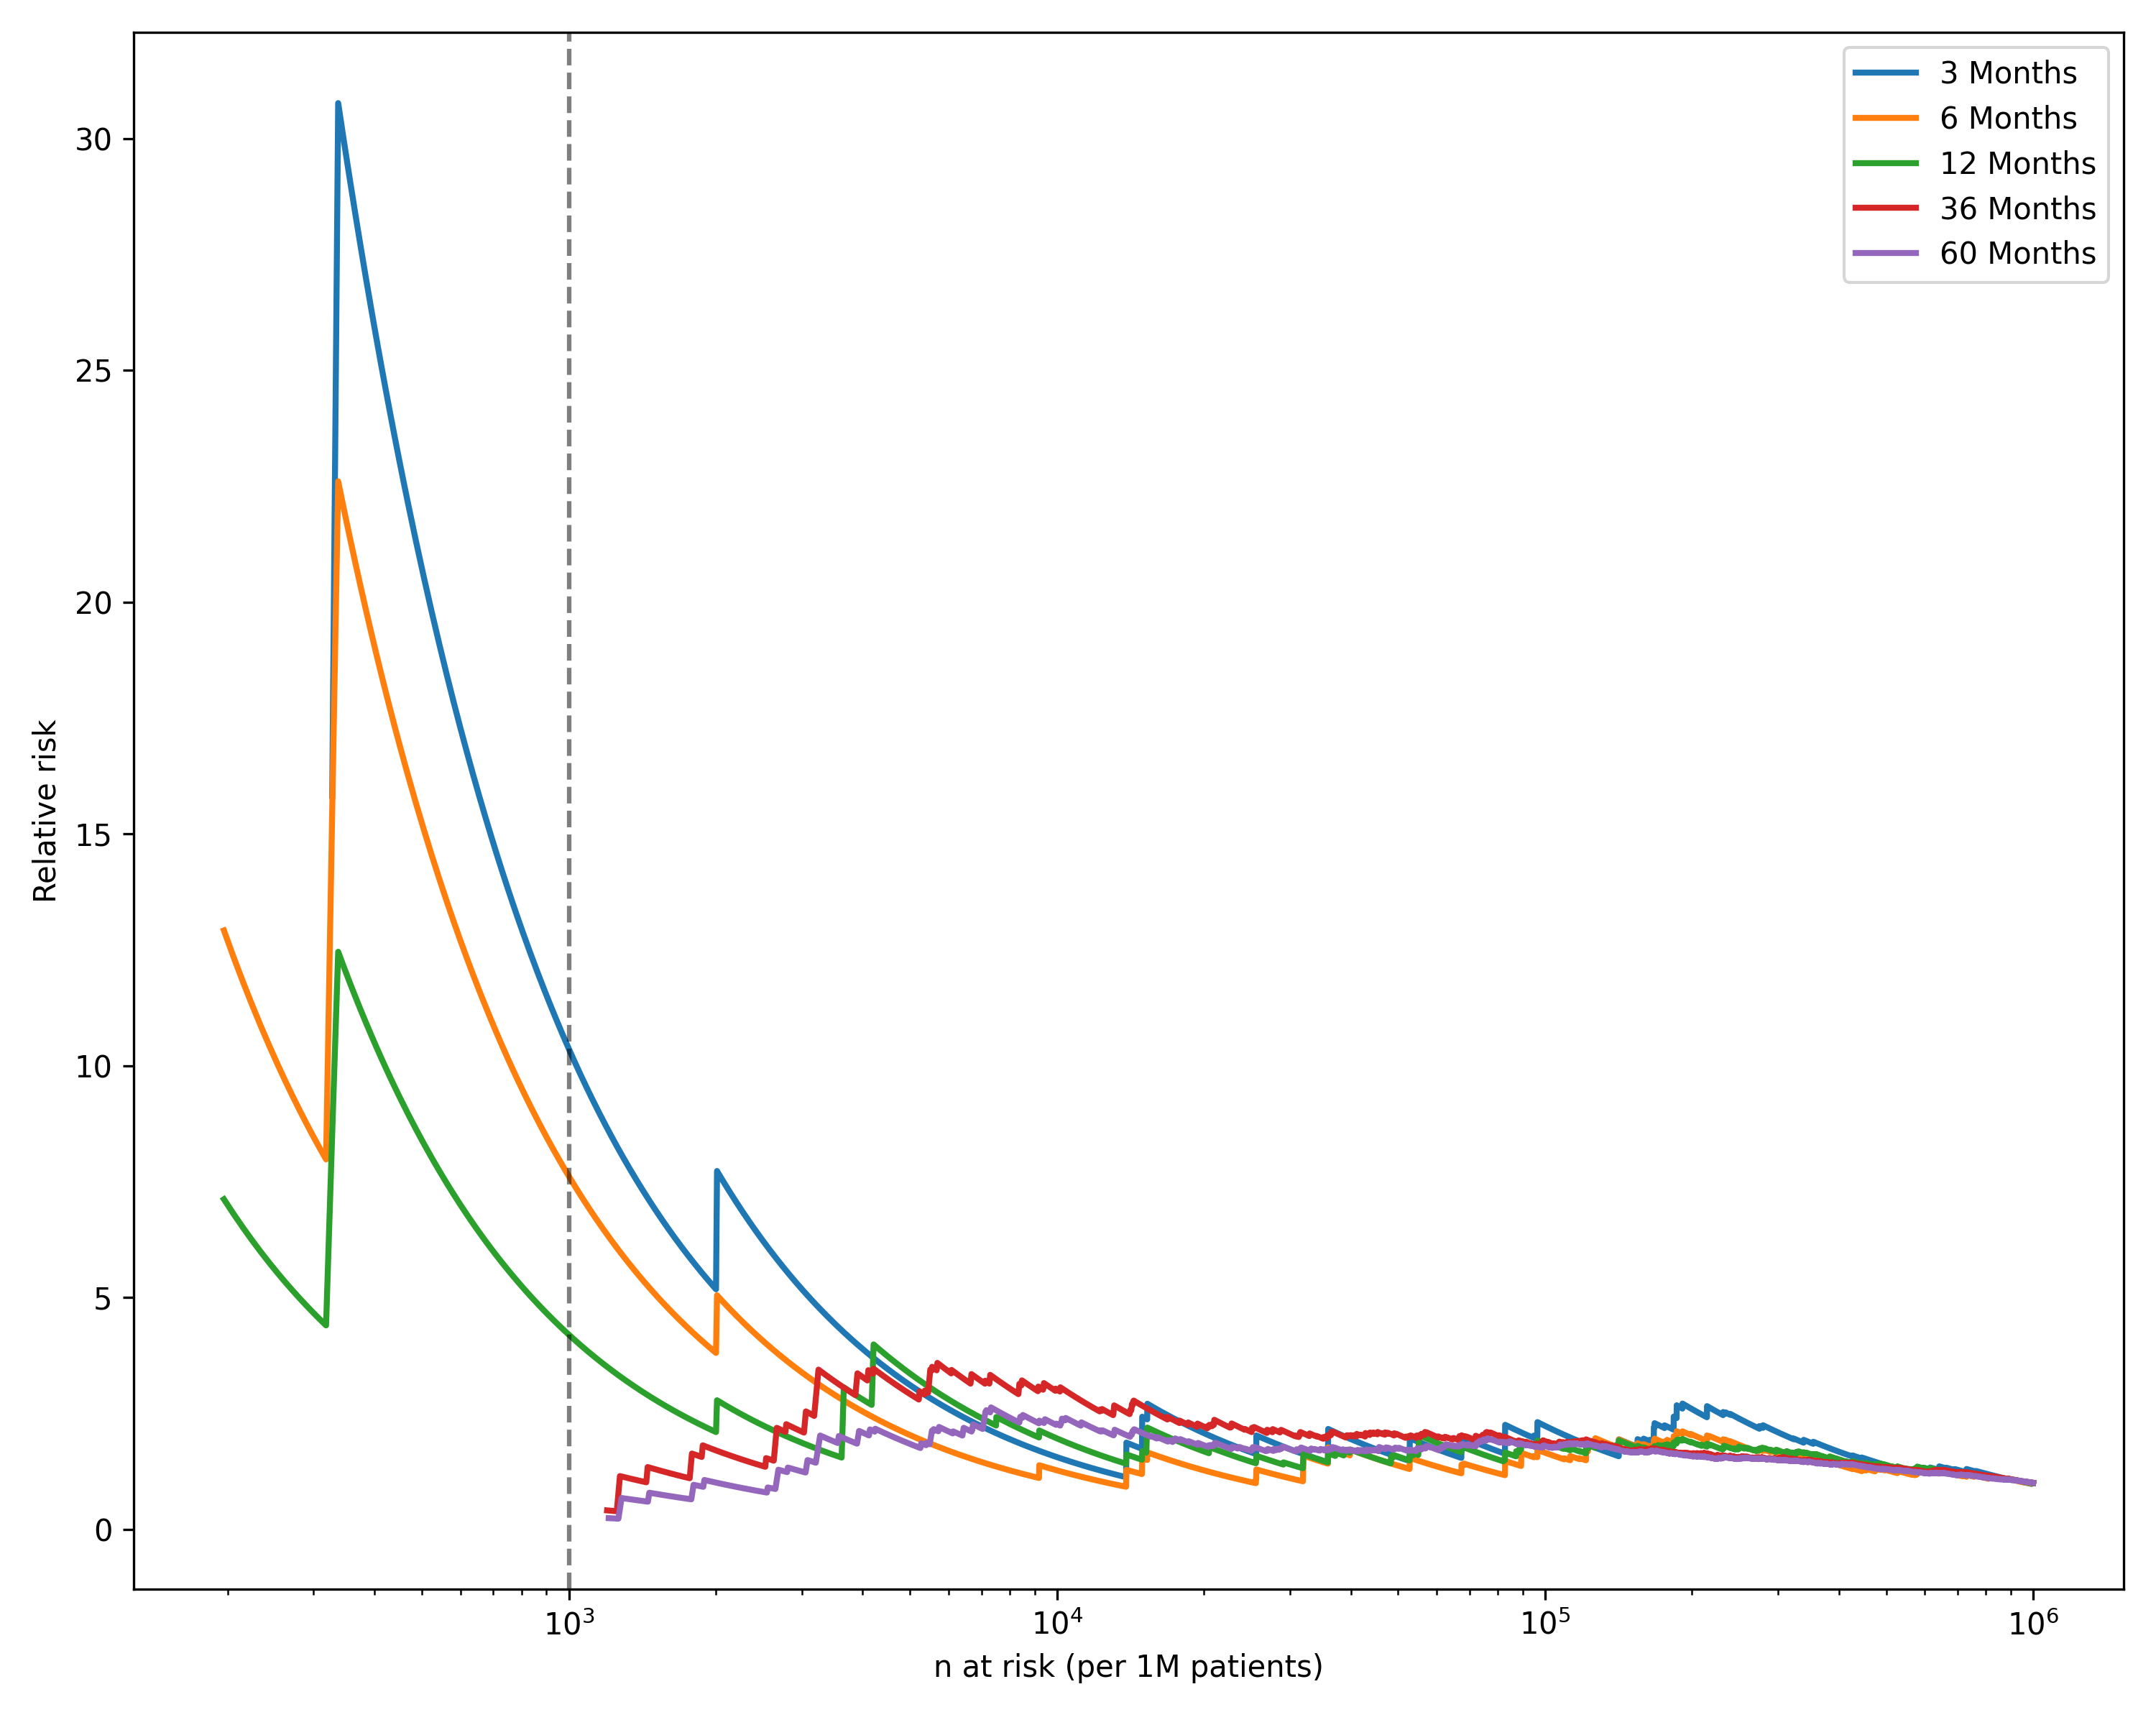 3 Months
6 Months
12 Months
36 Months
60 Months
Relative risk
30
25
20
15
10
5
0
10³
10⁴
10⁵
10⁶
n at risk (per 1M patients)